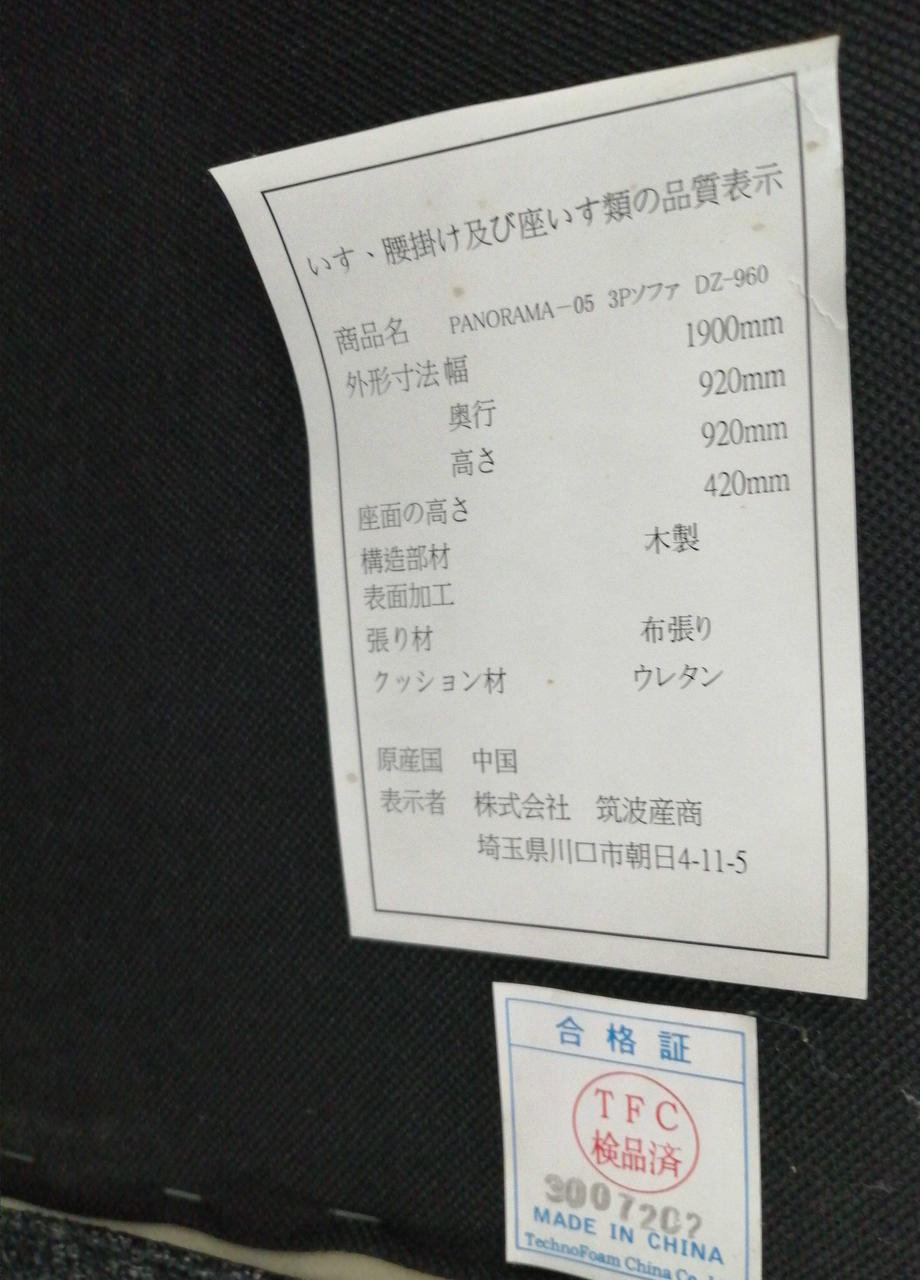 いす、腰掛け及び座いす類の品質表示
商品名 PANORAMA-05 3Pソファ DZ-960
外形寸法 幅 1900mm
奥行 920mm
高さ 920mm
座面の高さ 420mm
構造部材 木製
表面加工
張り材 布張り
クッション材 ウレタン
原産国 中国
表示者 株式会社 筑波産商
埼玉県川口市朝日4-11-5
合格証
TFC
検品済
MADE IN CHINA
TechnoFoam China Co